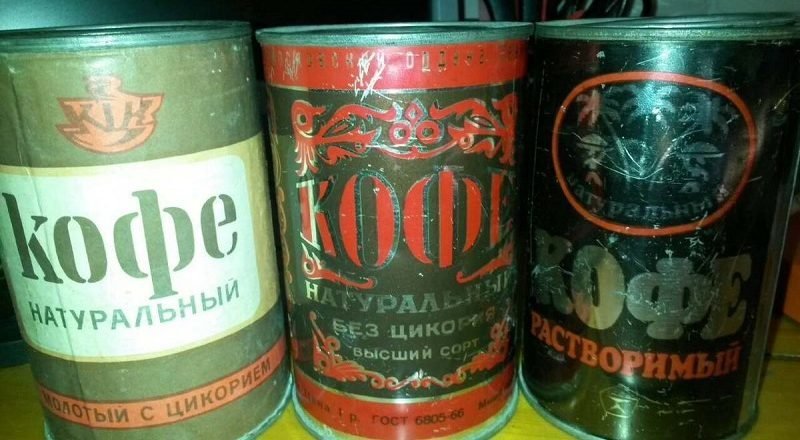 кофе
НАТУРАЛЬНЫЙ
МОЛОТЫЙ С ЦИКОРИЕМ
КОФЕ
НАТУРАЛЬНЫЙ
БЕЗ ЦИКОРИЯ
ВЫСШИЙ СОРТ
ГОСТ 6805-66
натуральный
КОФЕ
РАСТВОРИМЫЙ